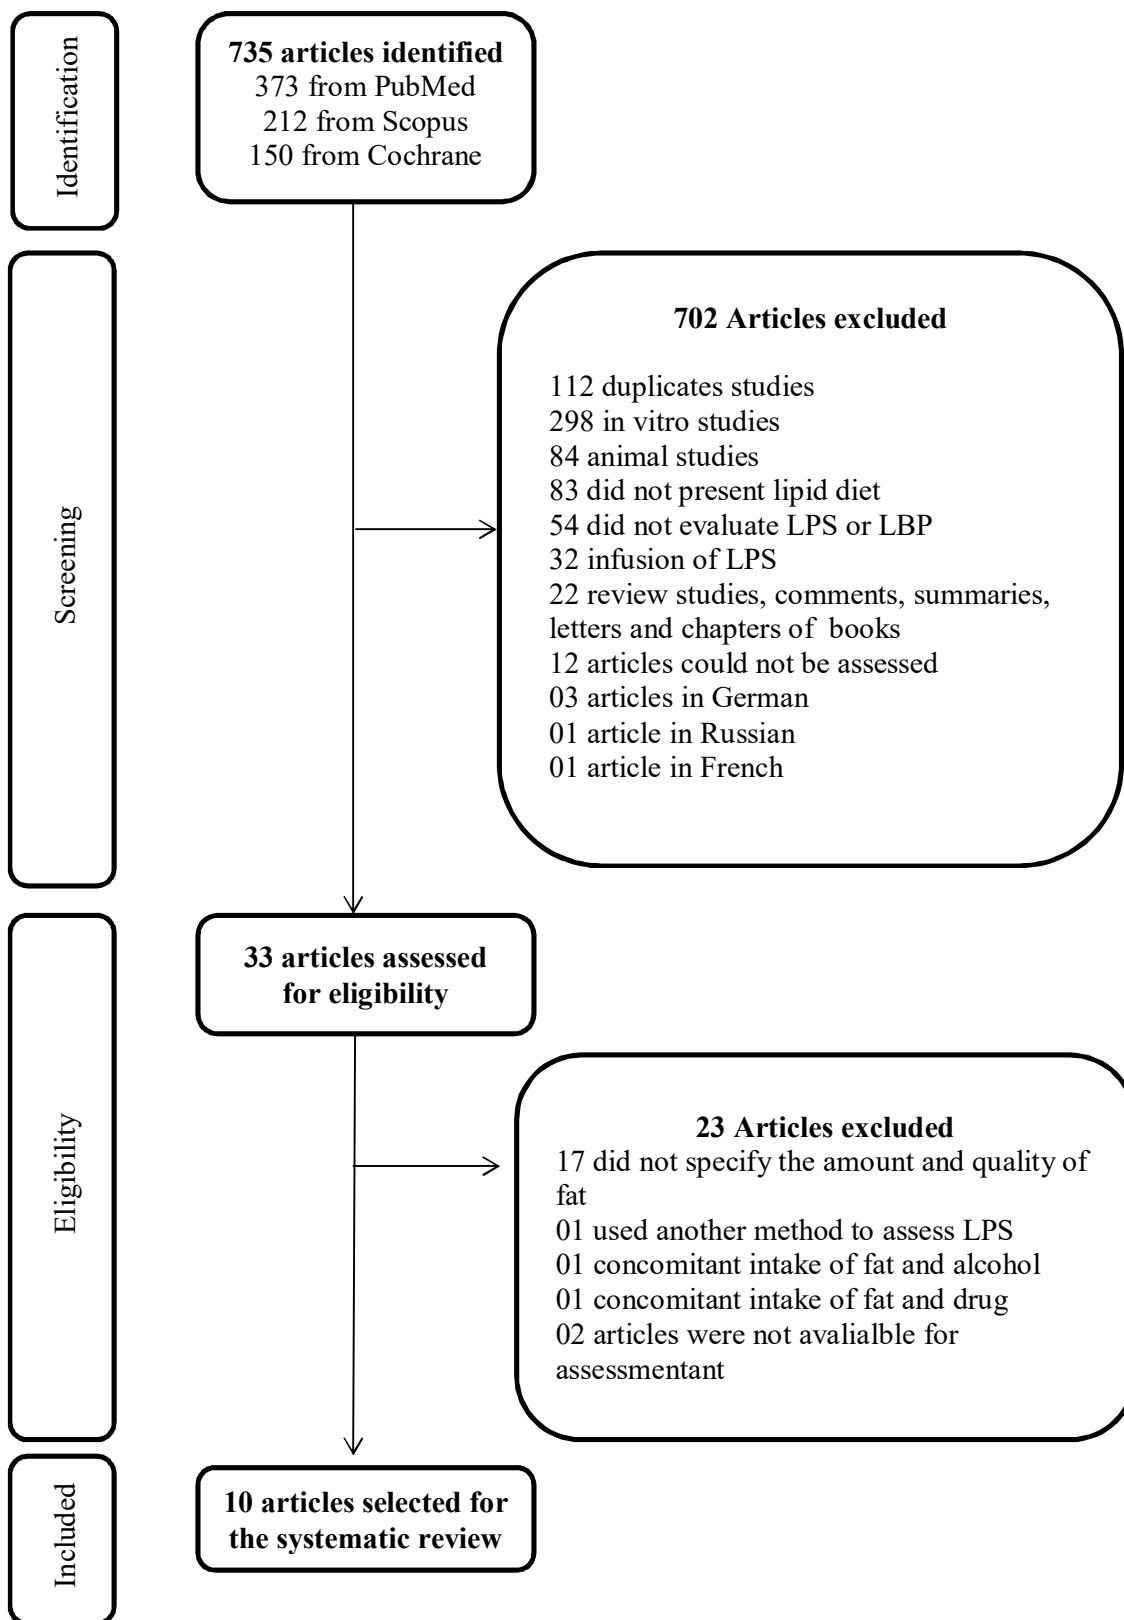 Identification
735 articles identified
373 from PubMed
212 from Scopus
150 from Cochrane
Screening
702 Articles excluded
112 duplicates studies
298 in vitro studies
84 animal studies
83 did not present lipid diet
54 did not evaluate LPS or LBP
32 infusion of LPS
22 review studies, comments, summaries,
letters and chapters of books
12 articles could not be assessed
03 articles in German
01 article in Russian
01 article in French
Eligibility
33 articles assessed
for eligibility
23 Articles excluded
17 did not specify the amount and quality of
fat
01 used another method to assess LPS
01 concomitant intake of fat and alcohol
01 concomitant intake of fat and drug
02 articles were not avalialble for
assessmentant
Included
10 articles selected for
the systematic review